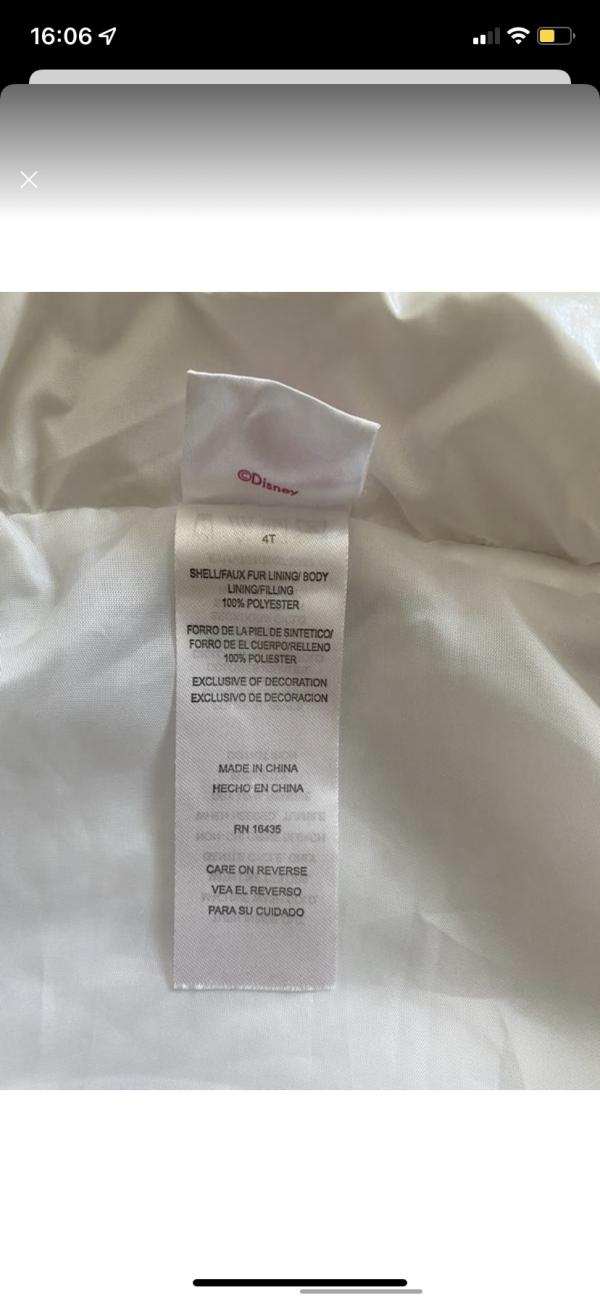 16:06
©Disney
4T
SHELL/FAUX FUR LINING/ BODY
LINING/FILLING
100% POLYESTER
FORRO DE LA PIEL DE SINTETICO/
FORRO DE EL CUERPO/RELLENO
100% POLIESTER
EXCLUSIVE OF DECORATION
EXCLUSIVO DE DECORACION
MADE IN CHINA
HECHO EN CHINA
RN 16435
CARE ON REVERSE
VEA EL REVERSO
PARA SU CUIDADO